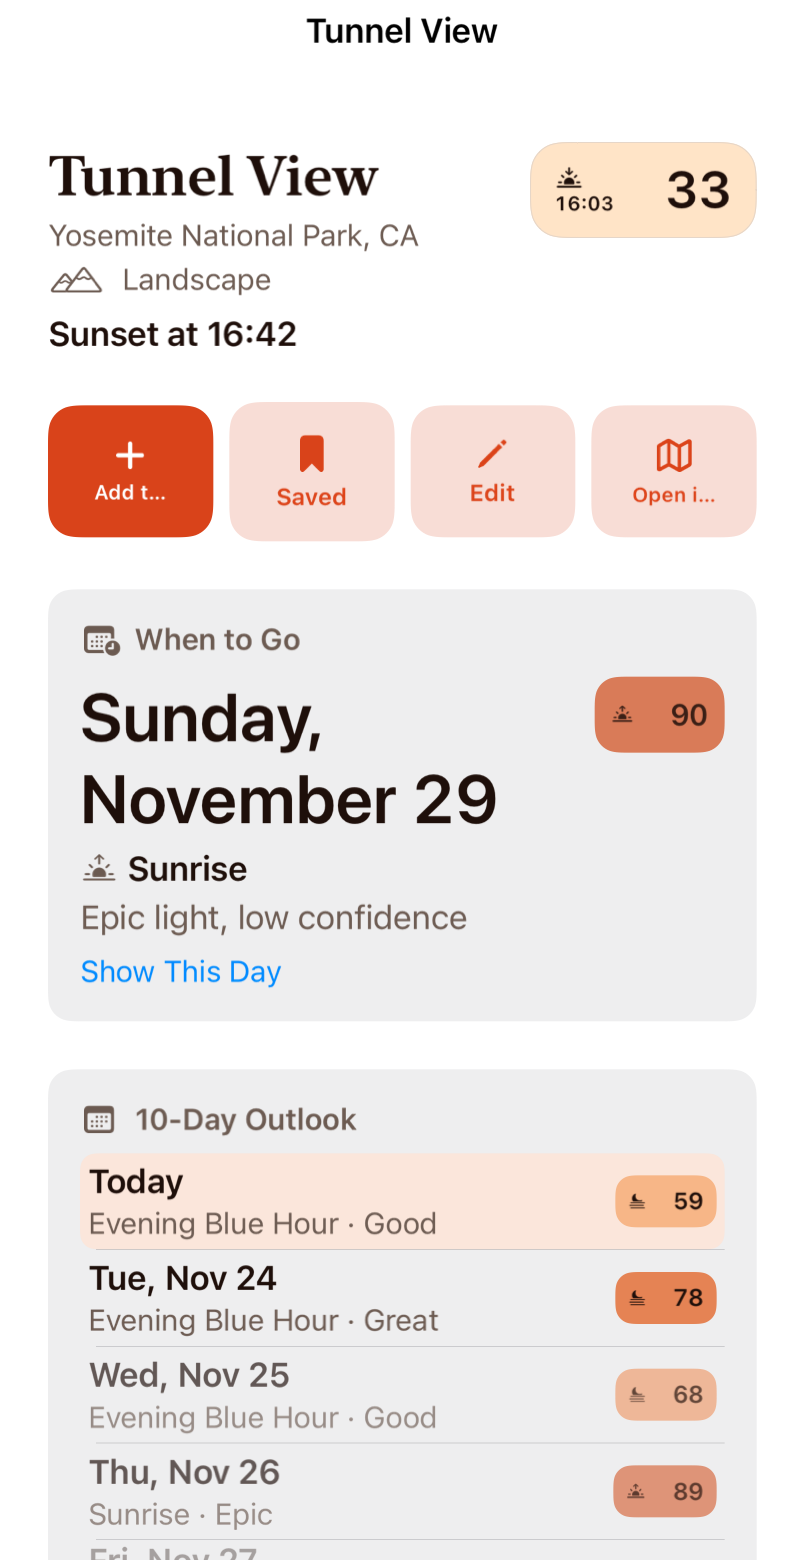 Tunnel View
Tunnel View
Yosemite National Park, CA
Landscape
Sunset at 16:42
16:03
33
Add t...
Saved
Edit
Open i...
When to Go
Sunday,
November 29
90
Sunrise
Epic light, low confidence
Show This Day
10-Day Outlook
Today
Evening Blue Hour · Good
59
Tue, Nov 24
Evening Blue Hour · Great
78
Wed, Nov 25
Evening Blue Hour · Good
68
Thu, Nov 26
Sunrise · Epic
89
Fri, Nov 27